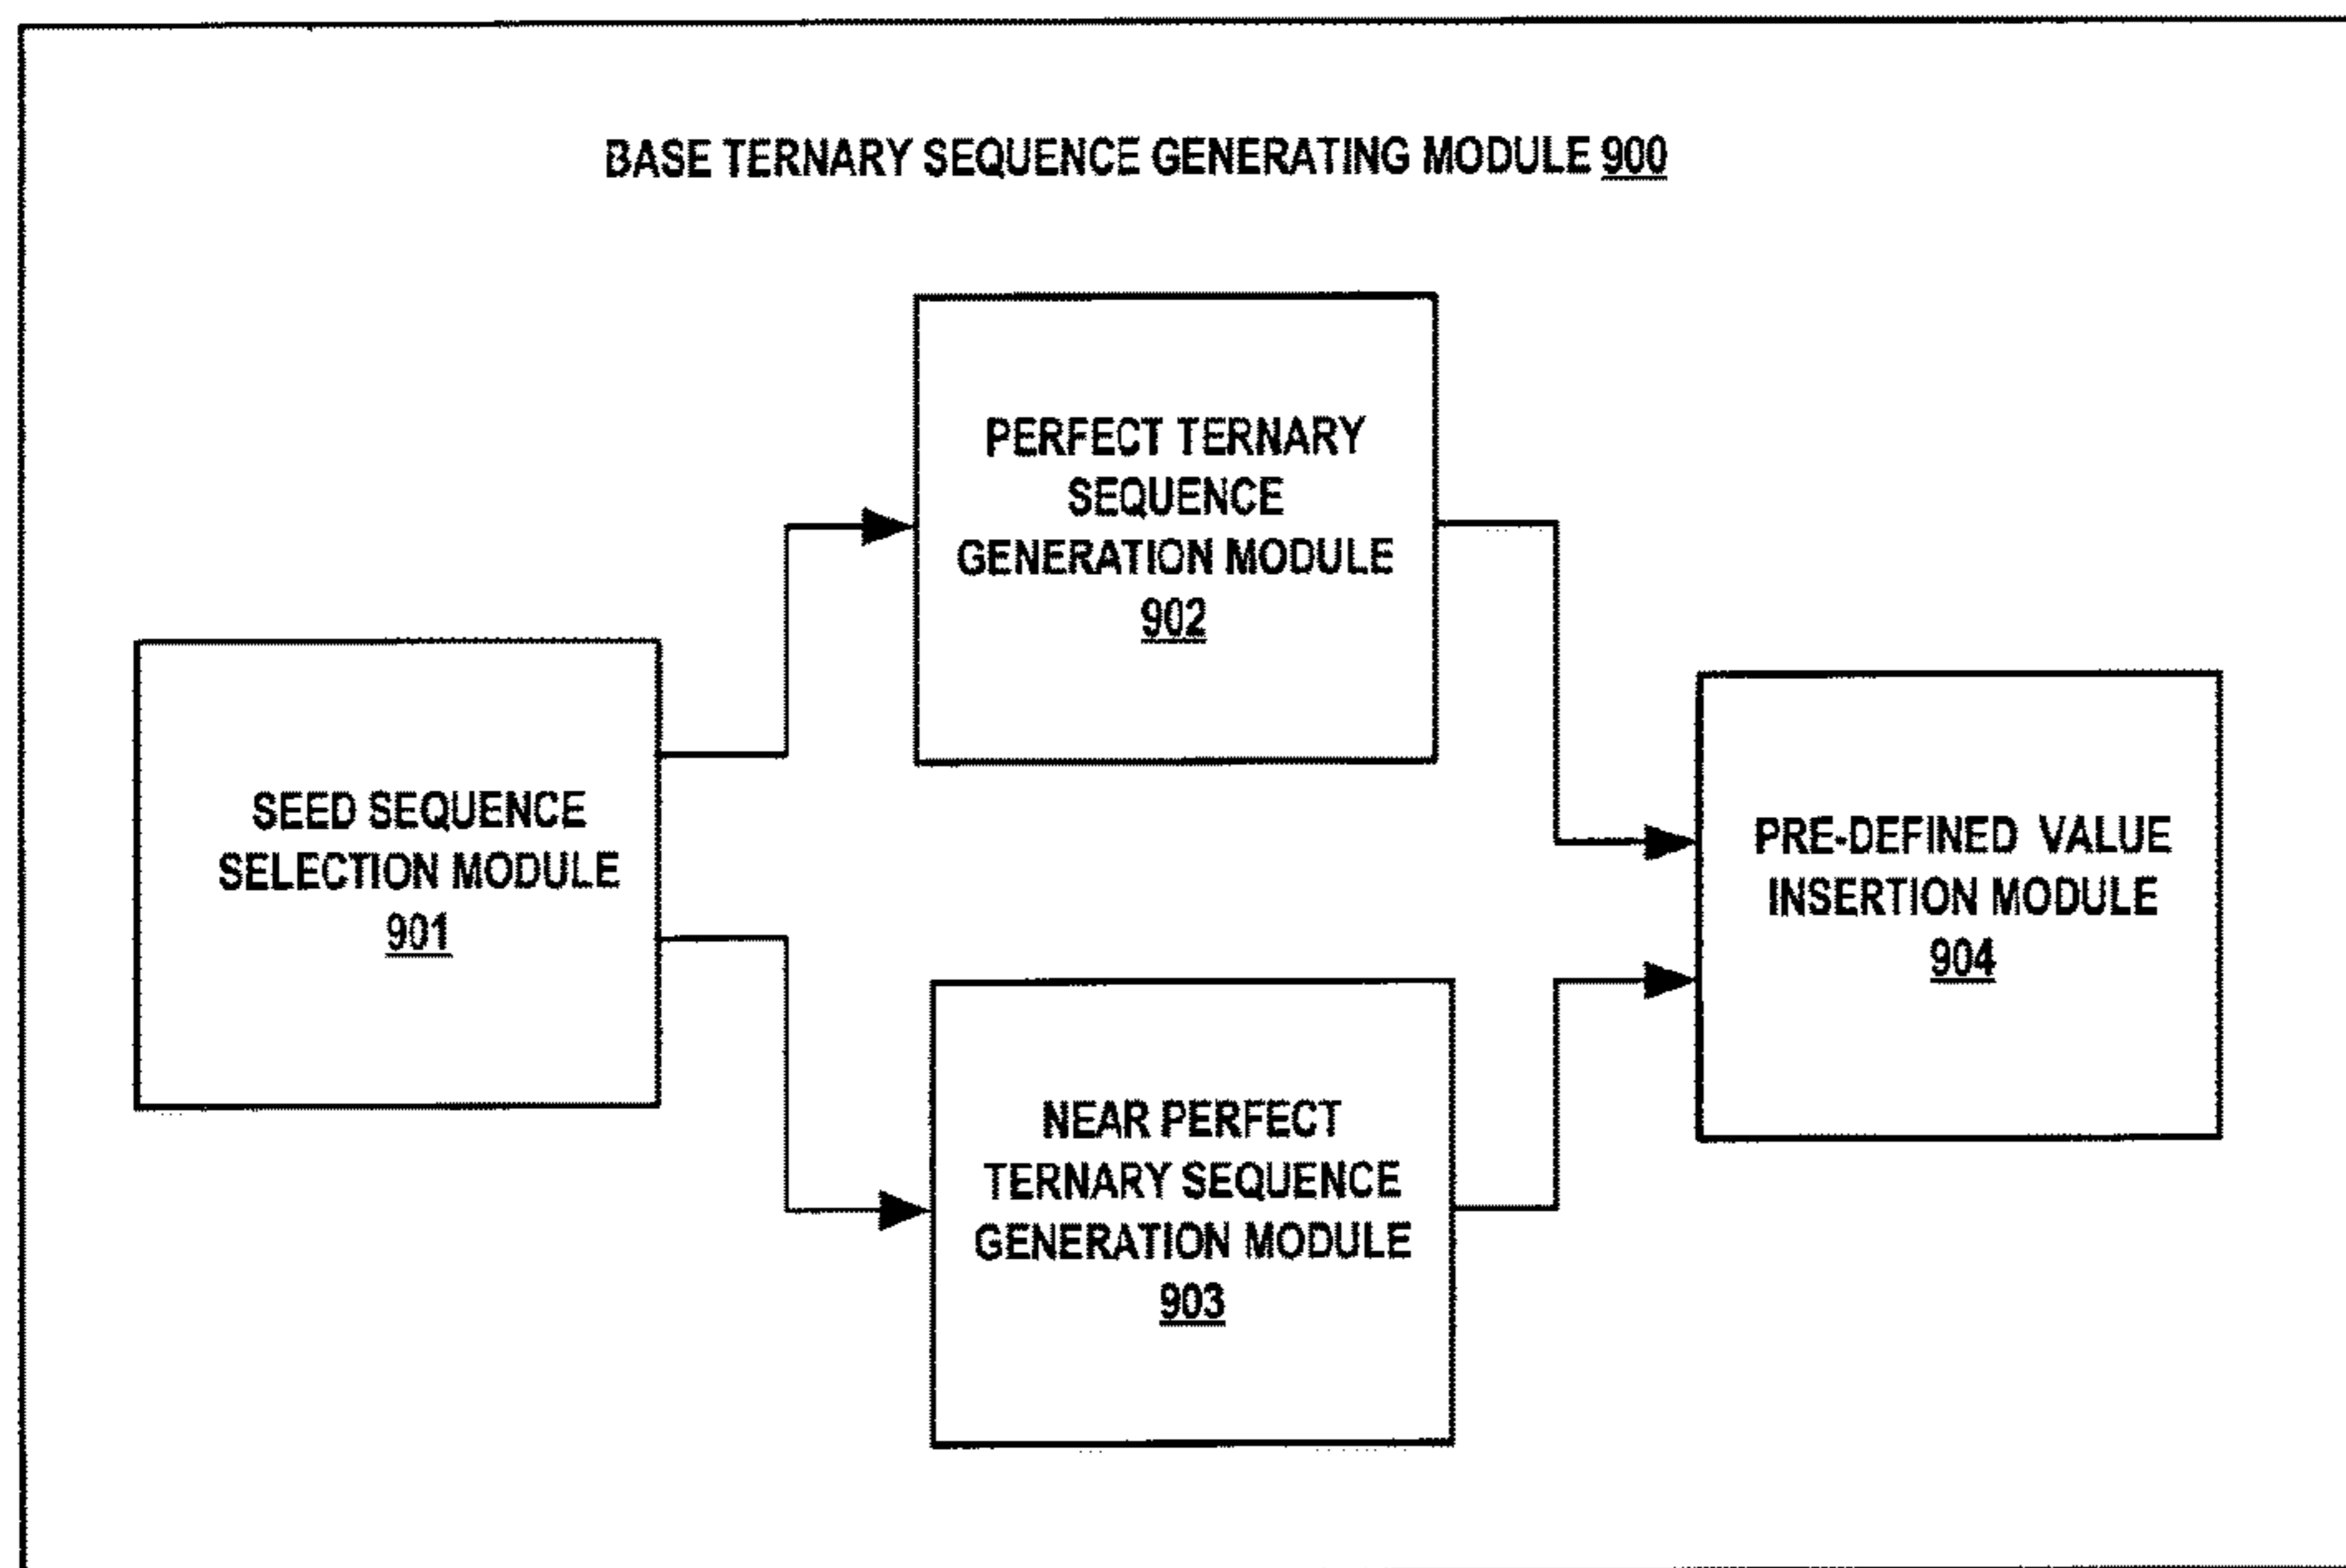 BASE TERNARY SEQUENCE GENERATING MODULE 900
PERFECT TERNARY
SEQUENCE
GENERATION MODULE
902
SEED SEQUENCE
SELECTION MODULE
901
PRE-DEFINED VALUE
INSERTION MODULE
904
NEAR PERFECT
TERNARY SEQUENCE
GENERATION MODULE
903